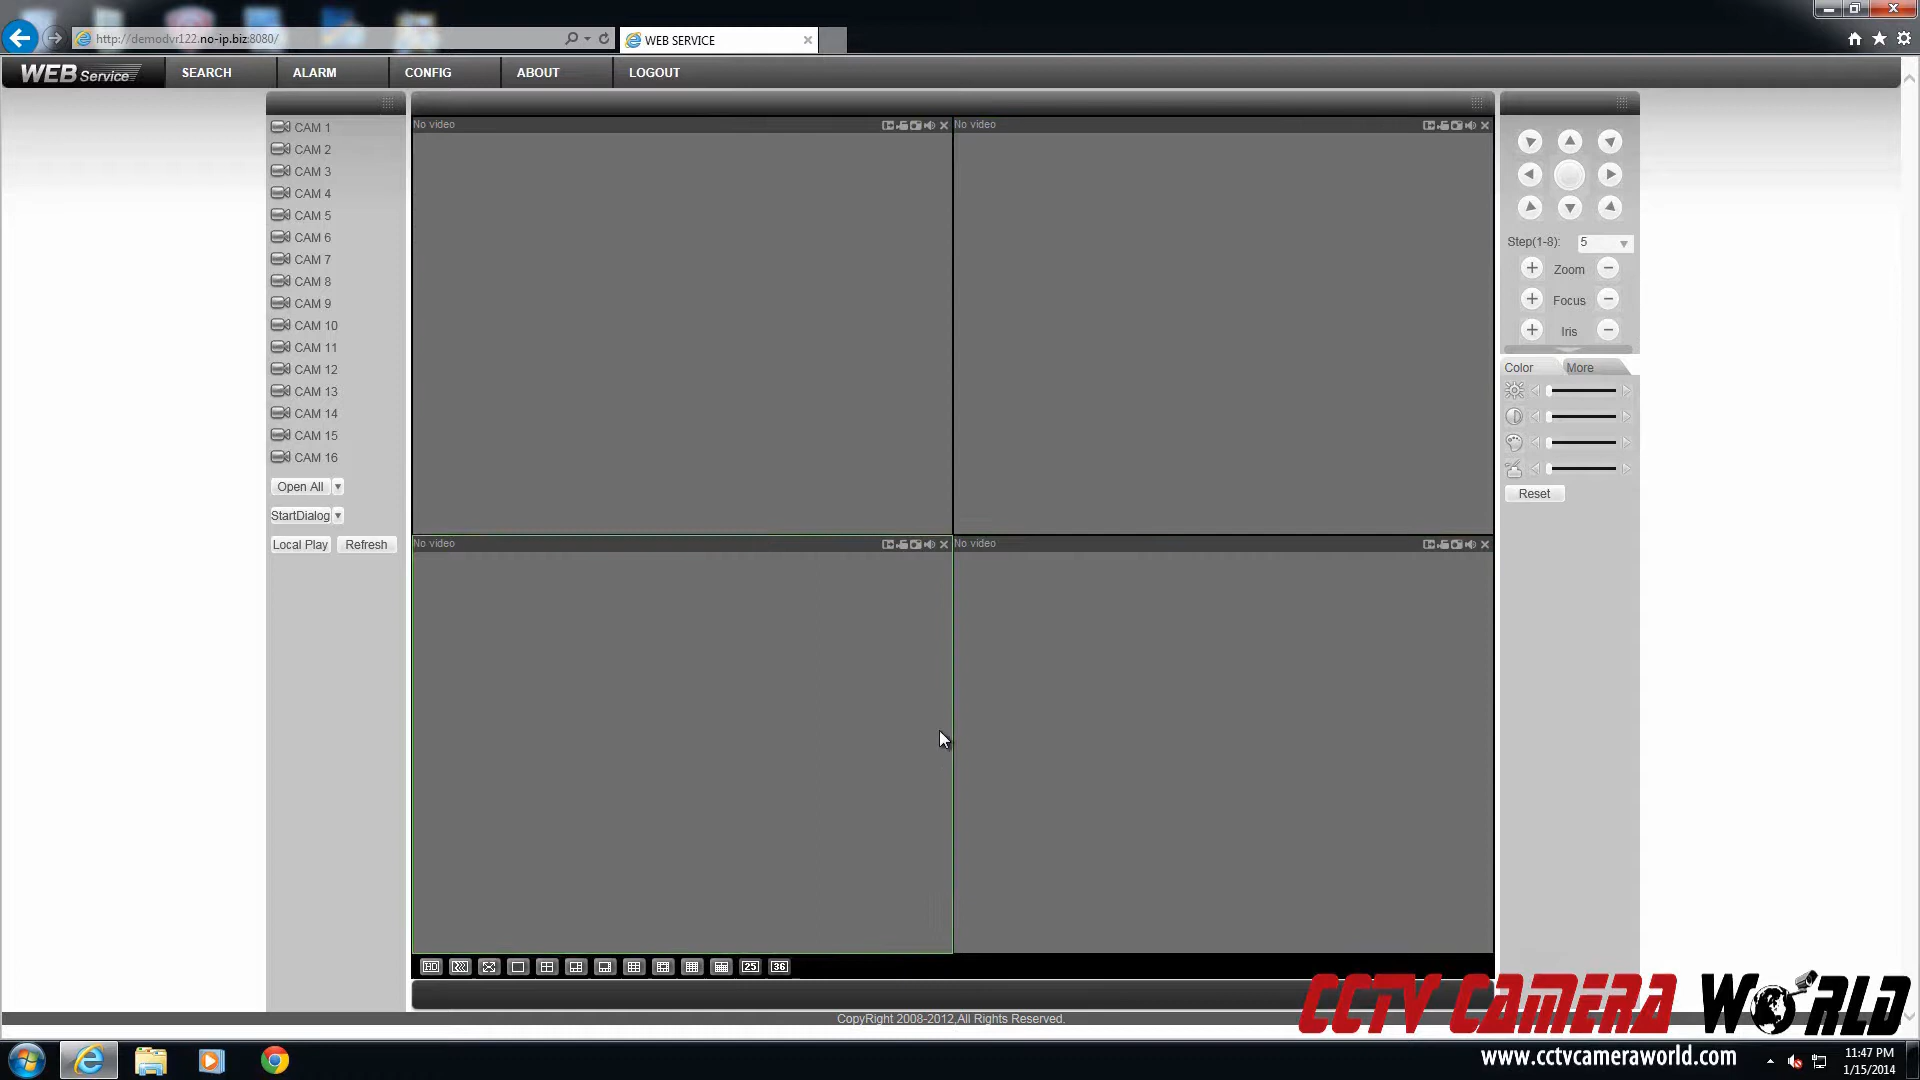 http://demodvr122.no-ip.biz:8080/
WEB SERVICE
WEB Service
SEARCH
ALARM
CONFIG
ABOUT
LOGOUT
CAM 1
CAM 2
CAM 3
CAM 4
CAM 5
CAM 6
CAM 7
CAM 8
CAM 9
CAM 10
CAM 11
CAM 12
CAM 13
CAM 14
CAM 15
CAM 16
Open All
StartDialog
Local Play Refresh
No video
No video
No video
No video
HD
25
36
Step(1-8): 5
Zoom
Focus
Iris
Color More
Reset
CopyRight 2008-2012,All Rights Reserved.
CCTV CAMERA WORLD
www.cctvcameraworld.com
11:47 PM
1/15/2014